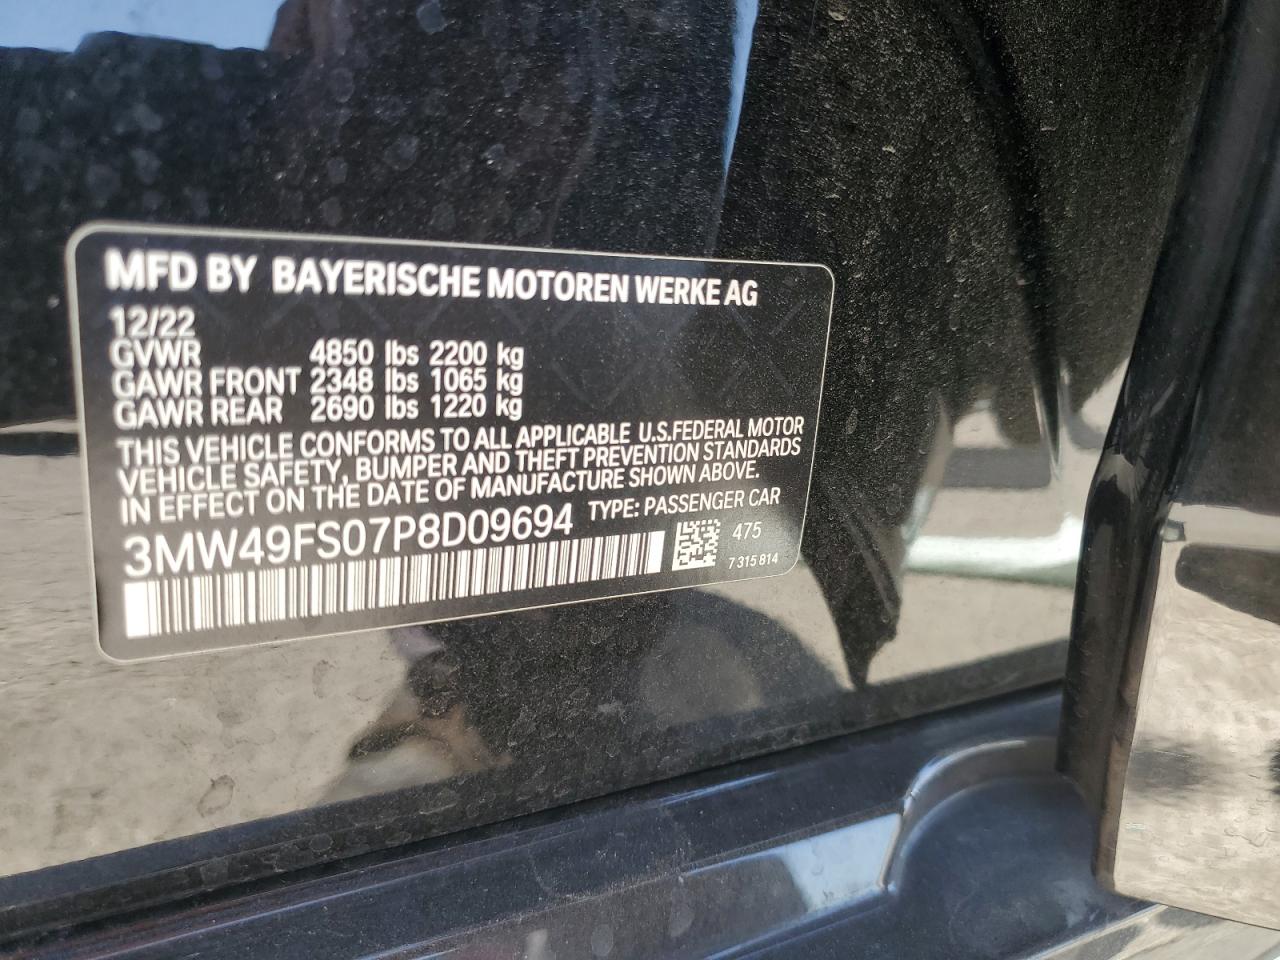 MFD BY BAYERISCHE MOTOREN WERKE AG
12/22
GVWR 4850 lbs 2200 kg
GAWR FRONT 2348 lbs 1065 kg
GAWR REAR 2690 lbs 1220 kg
THIS VEHICLE CONFORMS TO ALL APPLICABLE U.S.FEDERAL MOTOR
VEHICLE SAFETY, BUMPER AND THEFT PREVENTION STANDARDS
IN EFFECT ON THE DATE OF MANUFACTURE SHOWN ABOVE.
3MW49FS07P8D09694 TYPE: PASSENGER CAR
475
7 315 814